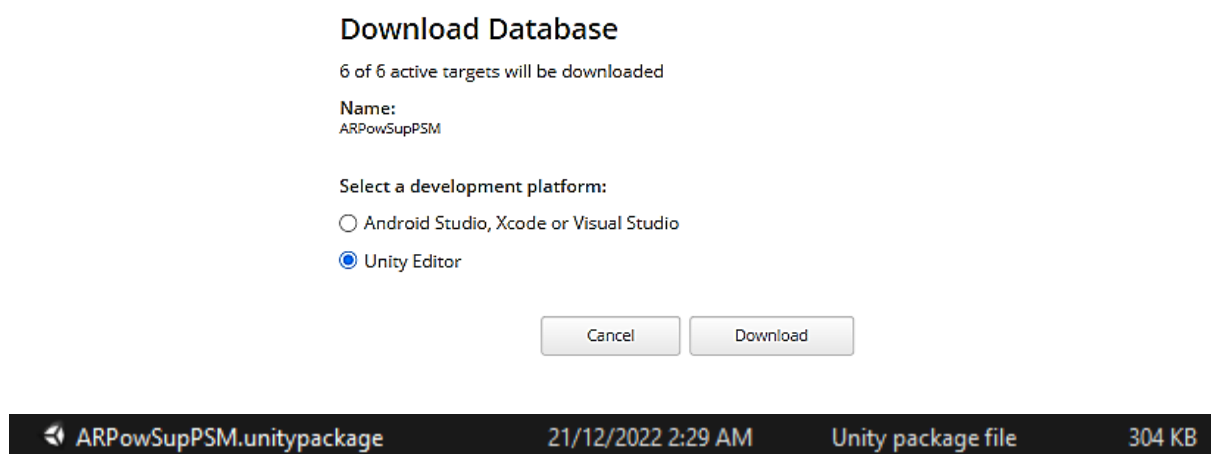 Download Database
6 of 6 active targets will be downloaded
Name:
ARPowSupPSM
Select a development platform:
Android Studio, Xcode or Visual Studio
Unity Editor
Cancel Download
ARPowSupPSM.unitypackage 21/12/2022 2:29 AM Unity package file 304 KB